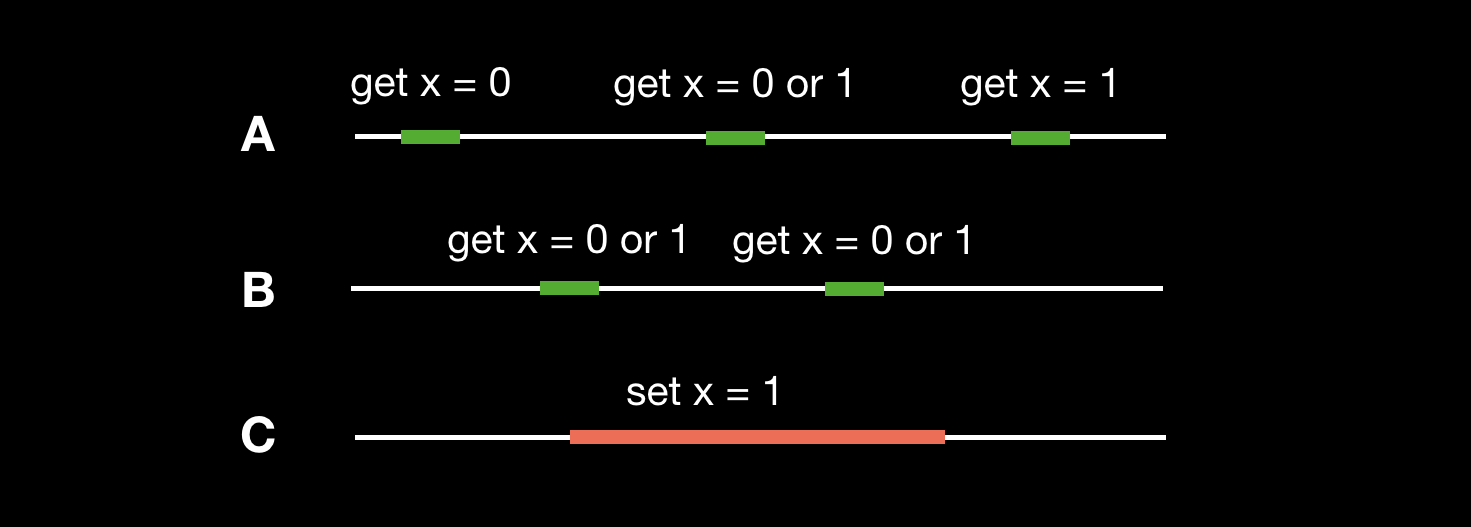 get x = 0
get x = 0 or 1
get x = 1
A
get x = 0 or 1
get x = 0 or 1
B
set x = 1
C